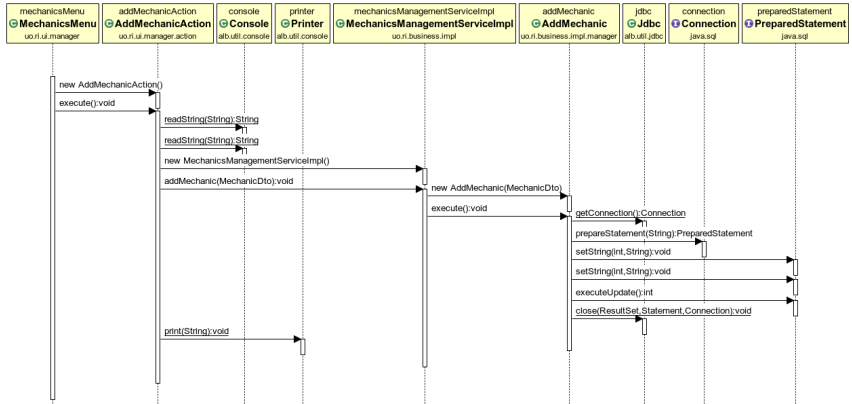 mechanicsMenu
MechanicsMenu
uo.ri.ui.manager
addMechanicAction
AddMechanicAction
uo.ri.ui.manager.action
console
Console
alb.util.console
printer
Printer
alb.util.console
mechanicsManagementServiceImpl
MechanicsManagementServiceImpl
uo.ri.business.impl
addMechanic
AddMechanic
uo.ri.business.impl.manager
jdbc
Jdbc
alb.util.jdbc
connection
Connection
java.sql
preparedStatement
PreparedStatement
java.sql
new AddMechanicAction()
execute():void
readString(String):String
readString(String):String
new MechanicsManagementServiceImpl()
addMechanic(MechanicDto):void
new AddMechanic(MechanicDto)
execute():void
getConnection():Connection
prepareStatement(String):PreparedStatement
setString(int,String):void
setString(int,String):void
executeUpdate():int
close(ResultSet,Statement,Connection):void
print(String):void